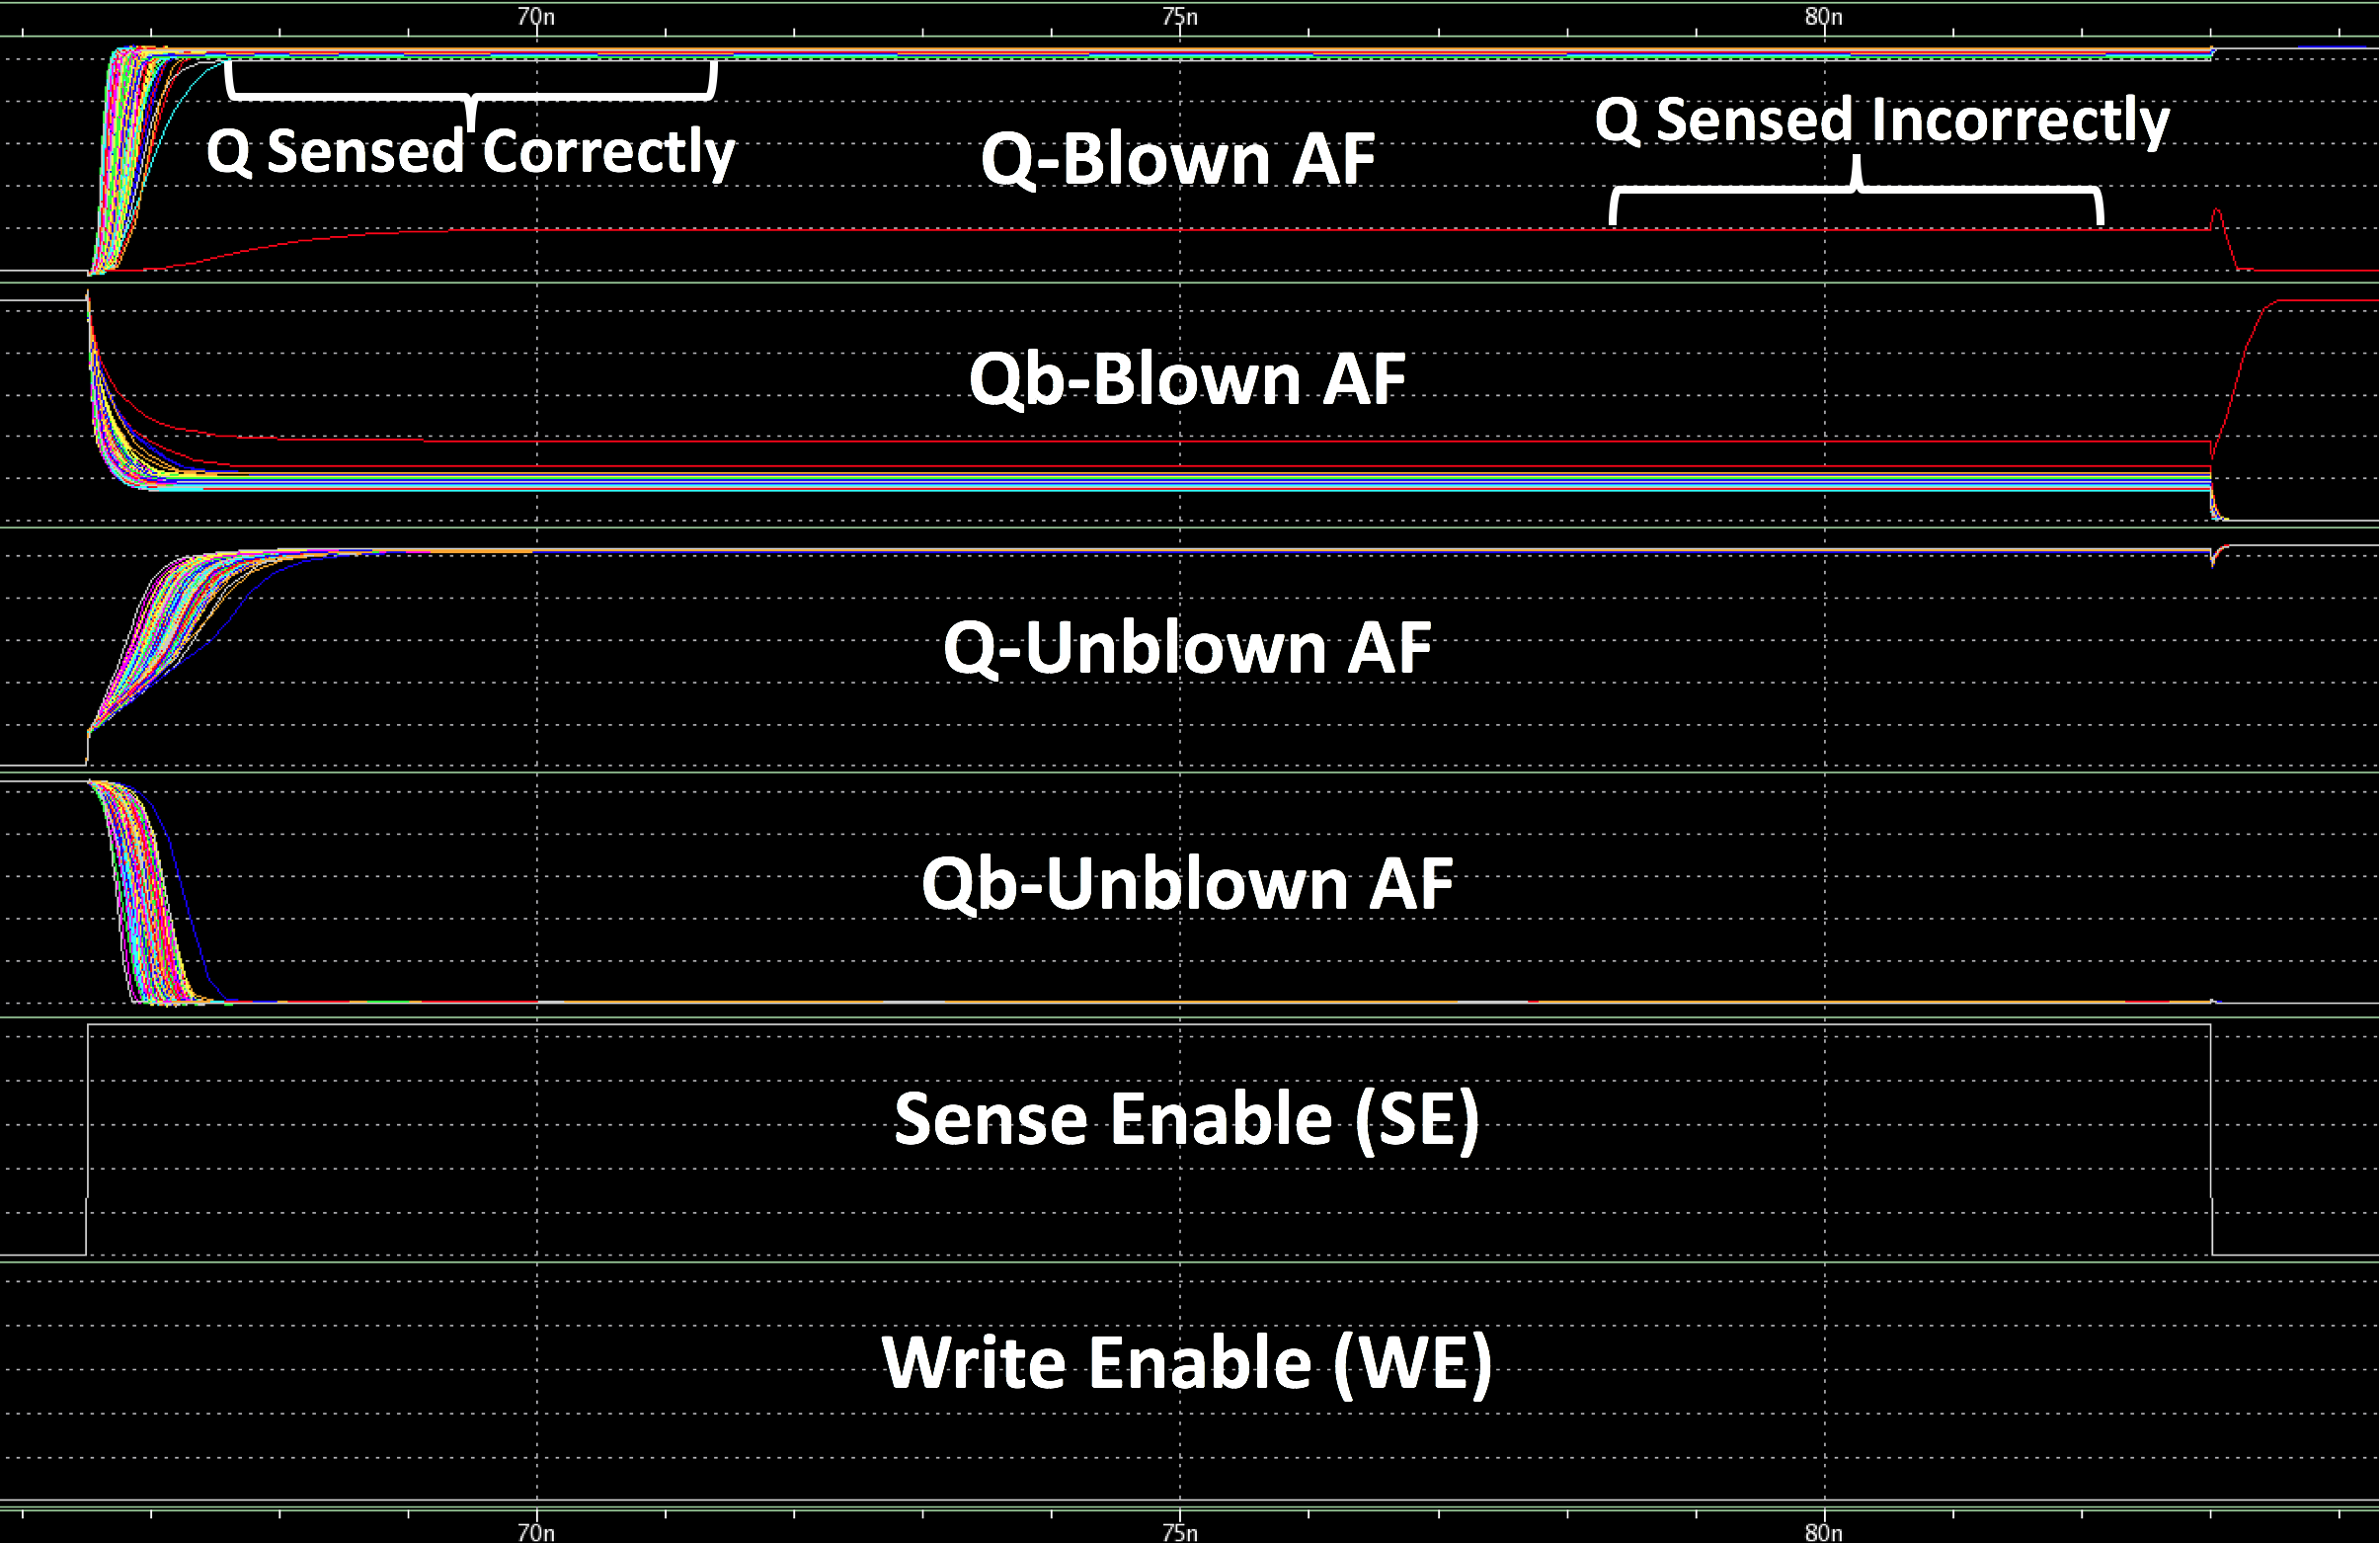 70n 75n 80n
Q Sensed Correctly
Q-Blown AF
Q Sensed Incorrectly
Qb-Blown AF
Q-Unblown AF
Qb-Unblown AF
Sense Enable (SE)
Write Enable (WE)
70n 75n 80n